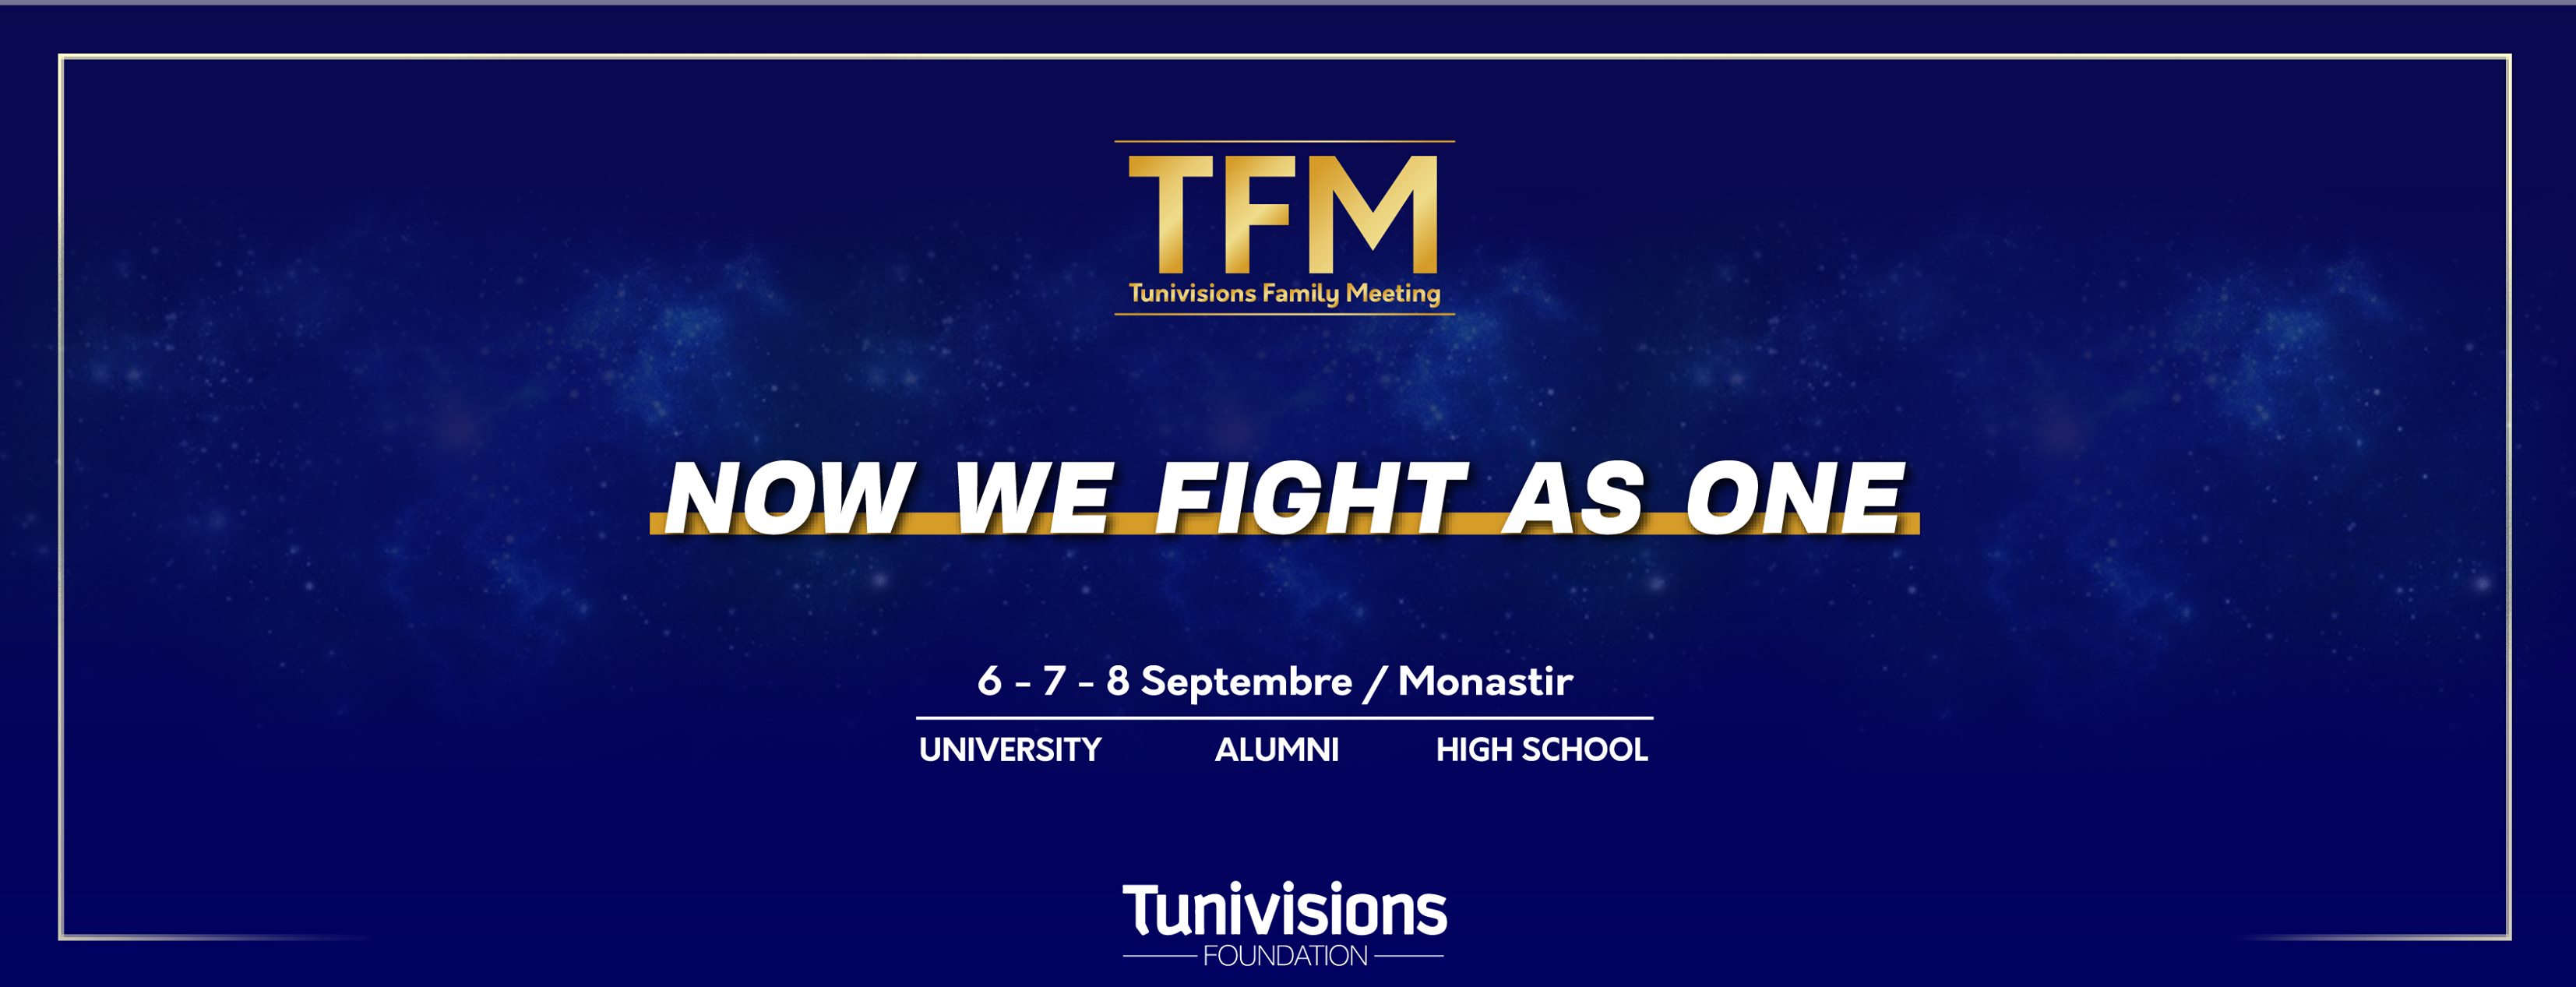 TFM
Tunivisions Family Meeting
NOW WE FIGHT AS ONE
6 - 7 - 8 Septembre / Monastir
UNIVERSITY ALUMNI HIGH SCHOOL
Tunivisions
FOUNDATION